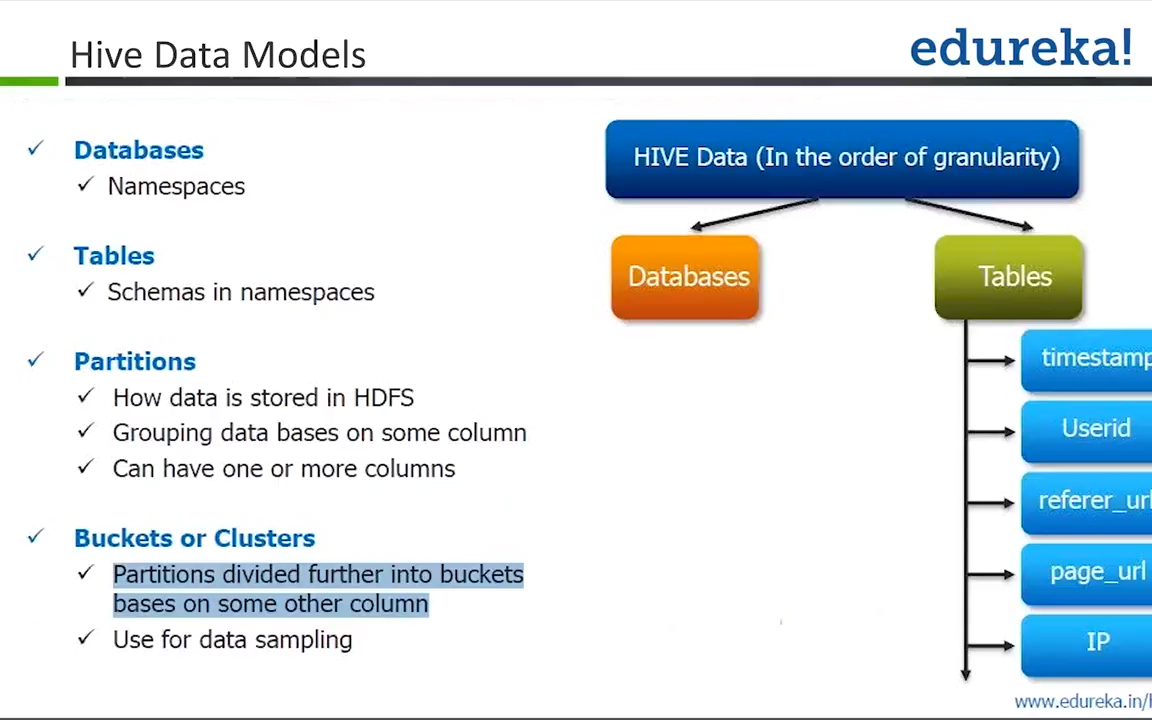 Hive Data Models
edureka!
Databases
Namespaces
Tables
Schemas in namespaces
Partitions
How data is stored in HDFS
Grouping data bases on some column
Can have one or more columns
Buckets or Clusters
Partitions divided further into buckets
bases on some other column
Use for data sampling
HIVE Data (In the order of granularity)
Databases
Tables
timestamp
Userid
referer_url
page_url
IP
www.edureka.in/h